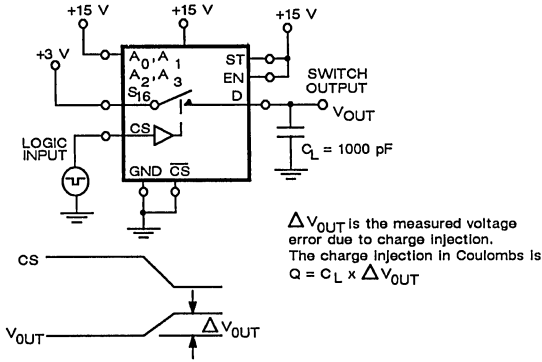 +15 V
+15 V
+3 V
A0,A1
A2,A3
S16
CS
GND C̅S̅
ST
EN
D
SWITCH
OUTPUT
VOUT
CL = 1000 pF
LOGIC
INPUT
ΔVOUT is the measured voltage
error due to charge injection.
The charge injection in Coulombs is
Q = CL x ΔVOUT
CS
VOUT
ΔVOUT